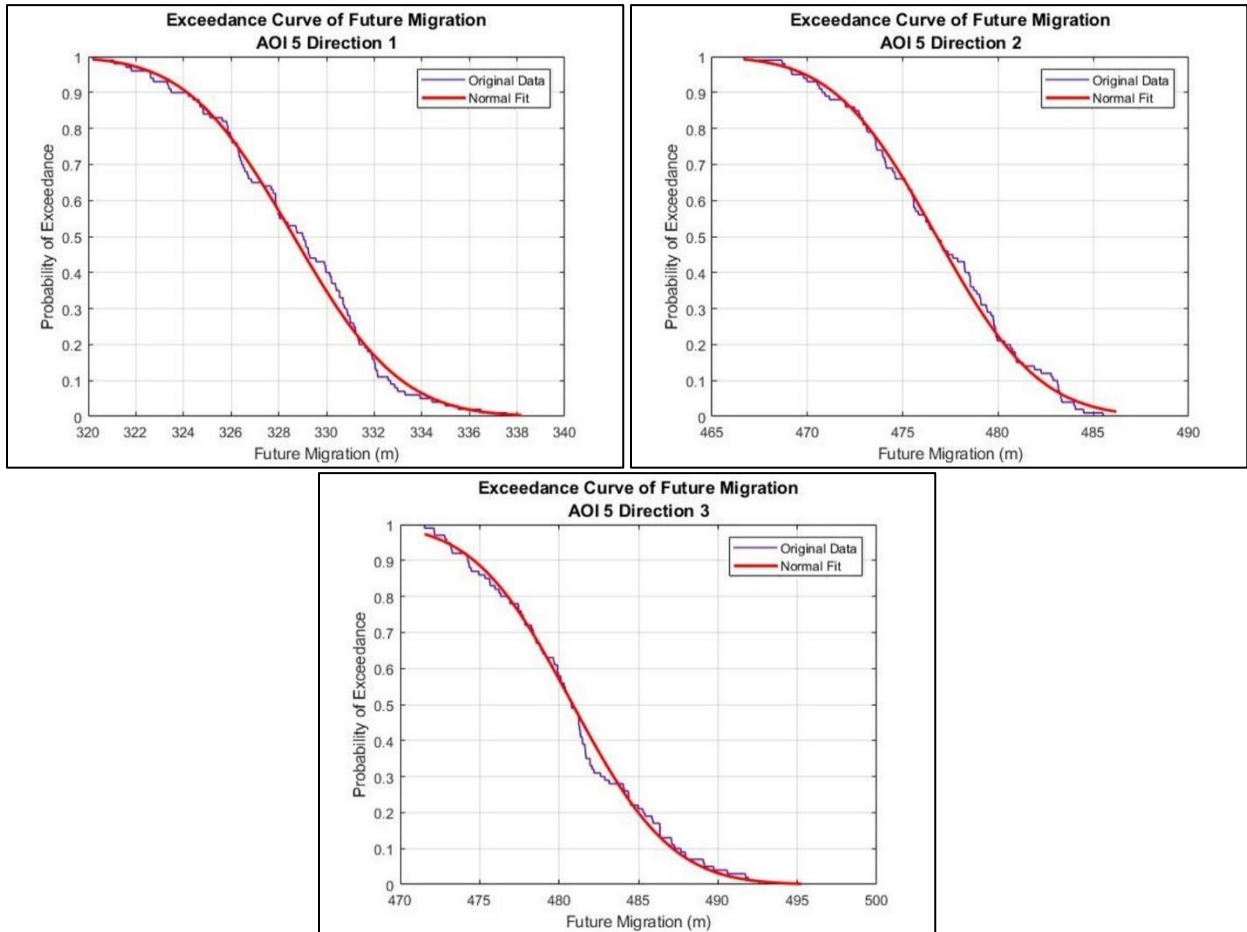 Exceedance Curve of Future Migration
AOI 5 Direction 1
Original Data
Normal Fit
Probability of Exceedance
1
0.9
0.8
0.7
0.6
0.5
0.4
0.3
0.2
0.1
0
320 322 324 326 328 330 332 334 336 338 340
Future Migration (m)
Exceedance Curve of Future Migration
AOI 5 Direction 2
Original Data
Normal Fit
Probability of Exceedance
1
0.9
0.8
0.7
0.6
0.5
0.4
0.3
0.2
0.1
0
465 470 475 480 485 490
Future Migration (m)
Exceedance Curve of Future Migration
AOI 5 Direction 3
Original Data
Normal Fit
Probability of Exceedance
1
0.9
0.8
0.7
0.6
0.5
0.4
0.3
0.2
0.1
0
470 475 480 485 490 495 500
Future Migration (m)